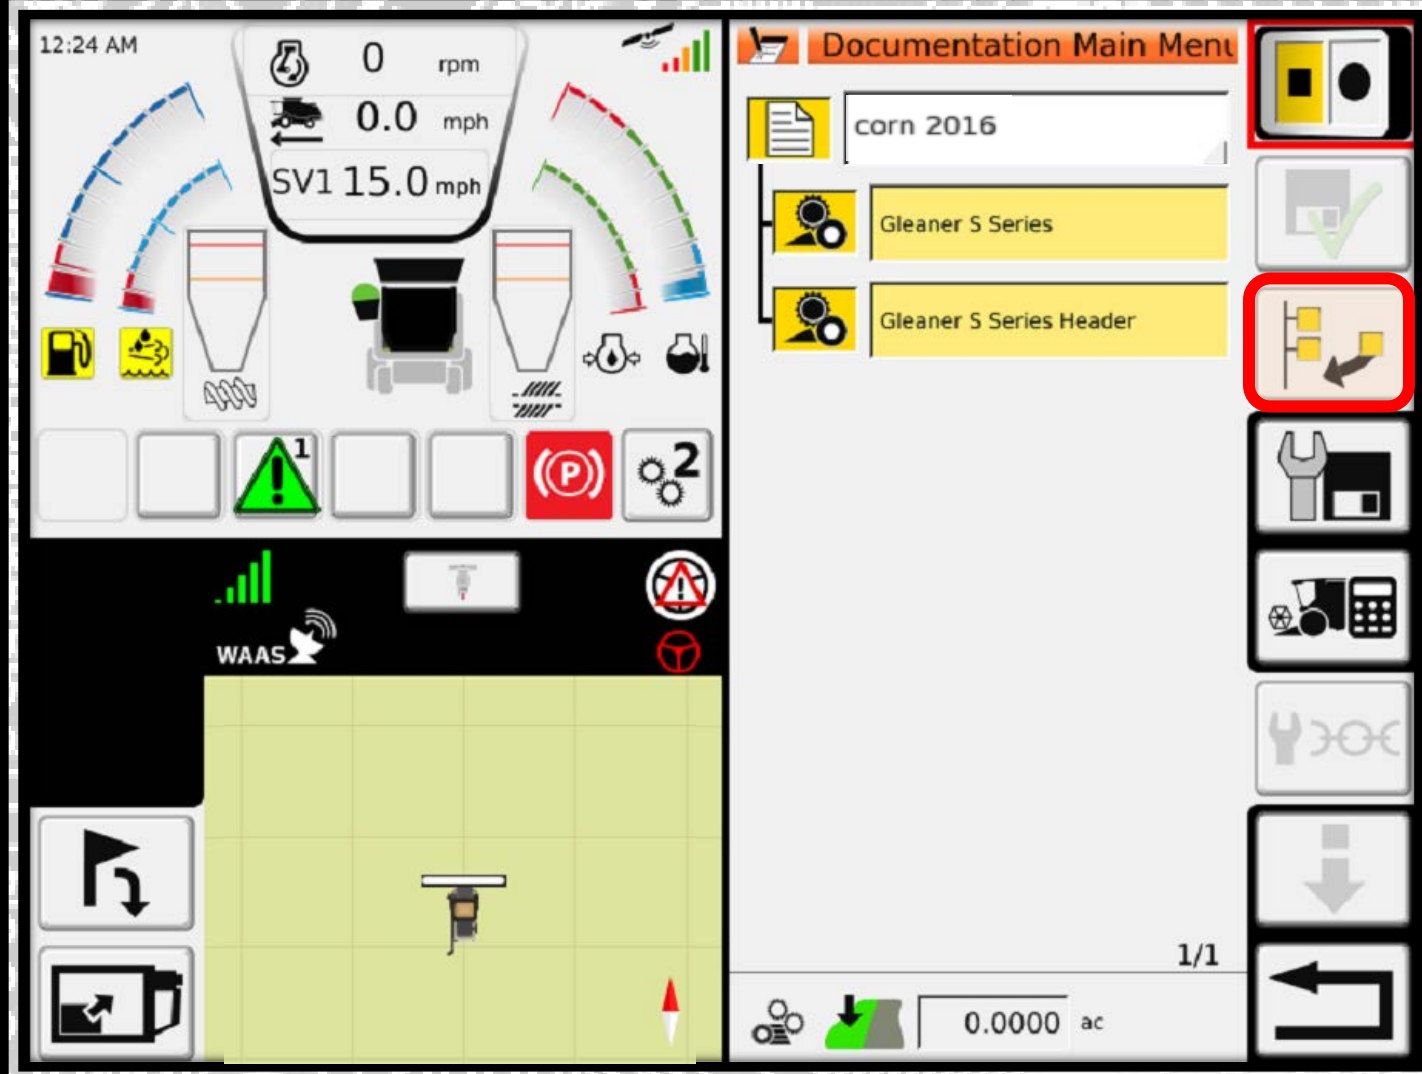 12:24 AM
0 rpm
0.0 mph
SV1 15.0 mph
1
(P)
2
WAAS
Documentation Main Menu
corn 2016
Gleaner S Series
Gleaner S Series Header
1/1
0.0000 ac